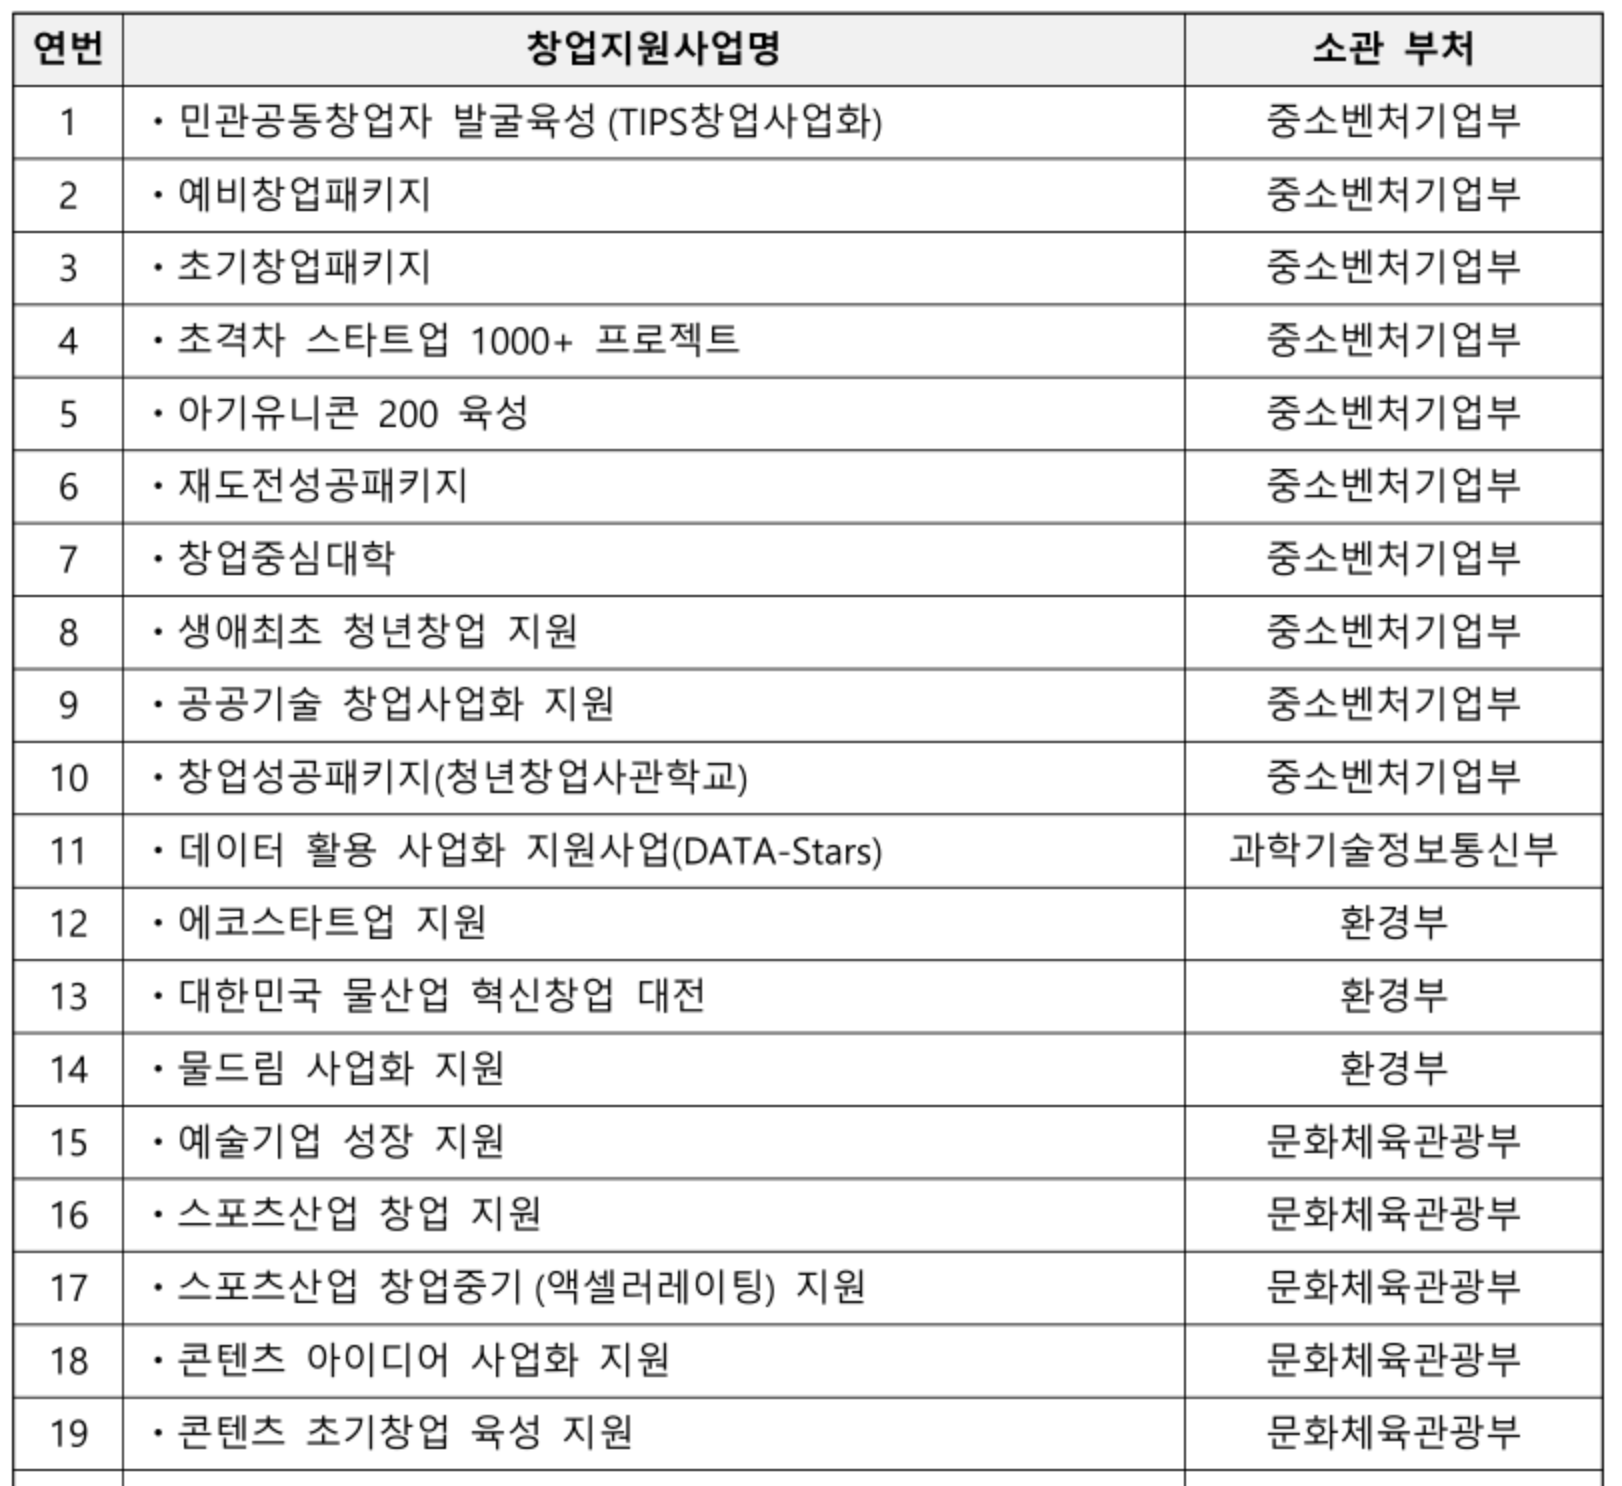 연번 창업지원사업명 소관 부처
1 · 민관공동창업자 발굴육성 (TIPS창업사업화) 중소벤처기업부
2 · 예비창업패키지 중소벤처기업부
3 · 초기창업패키지 중소벤처기업부
4 · 초격차 스타트업 1000+ 프로젝트 중소벤처기업부
5 · 아기유니콘 200 육성 중소벤처기업부
6 · 재도전성공패키지 중소벤처기업부
7 · 창업중심대학 중소벤처기업부
8 · 생애최초 청년창업 지원 중소벤처기업부
9 · 공공기술 창업사업화 지원 중소벤처기업부
10 · 창업성공패키지(청년창업사관학교) 중소벤처기업부
11 · 데이터 활용 사업화 지원사업(DATA-Stars) 과학기술정보통신부
12 · 에코스타트업 지원 환경부
13 · 대한민국 물산업 혁신창업 대전 환경부
14 · 물드림 사업화 지원 환경부
15 · 예술기업 성장 지원 문화체육관광부
16 · 스포츠산업 창업 지원 문화체육관광부
17 · 스포츠산업 창업중기 (액셀러레이팅) 지원 문화체육관광부
18 · 콘텐츠 아이디어 사업화 지원 문화체육관광부
19 · 콘텐츠 초기창업 육성 지원 문화체육관광부